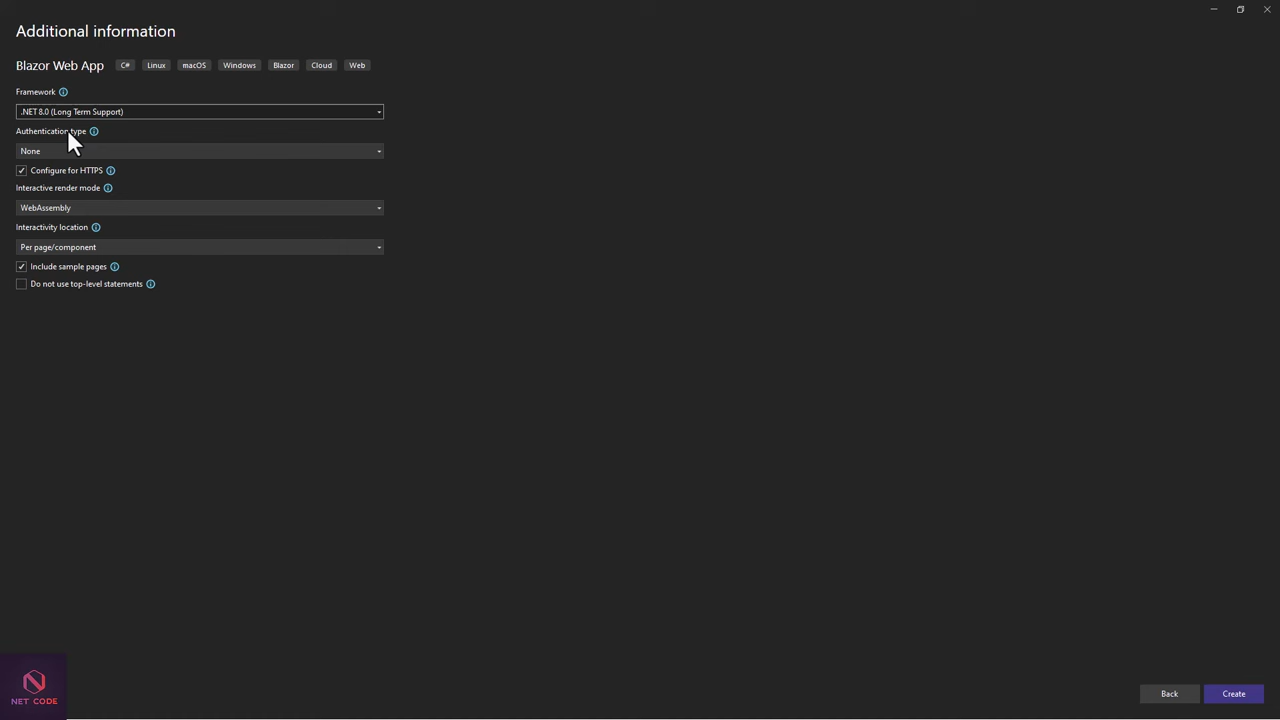 Additional information
Blazor Web App C# Linux macOS Windows Blazor Cloud Web
Framework
.NET 8.0 (Long Term Support)
Authentication type
None
Configure for HTTPS
Interactive render mode
WebAssembly
Interactivity location
Per page/component
Include sample pages
Do not use top-level statements
NET CODE
Back Create